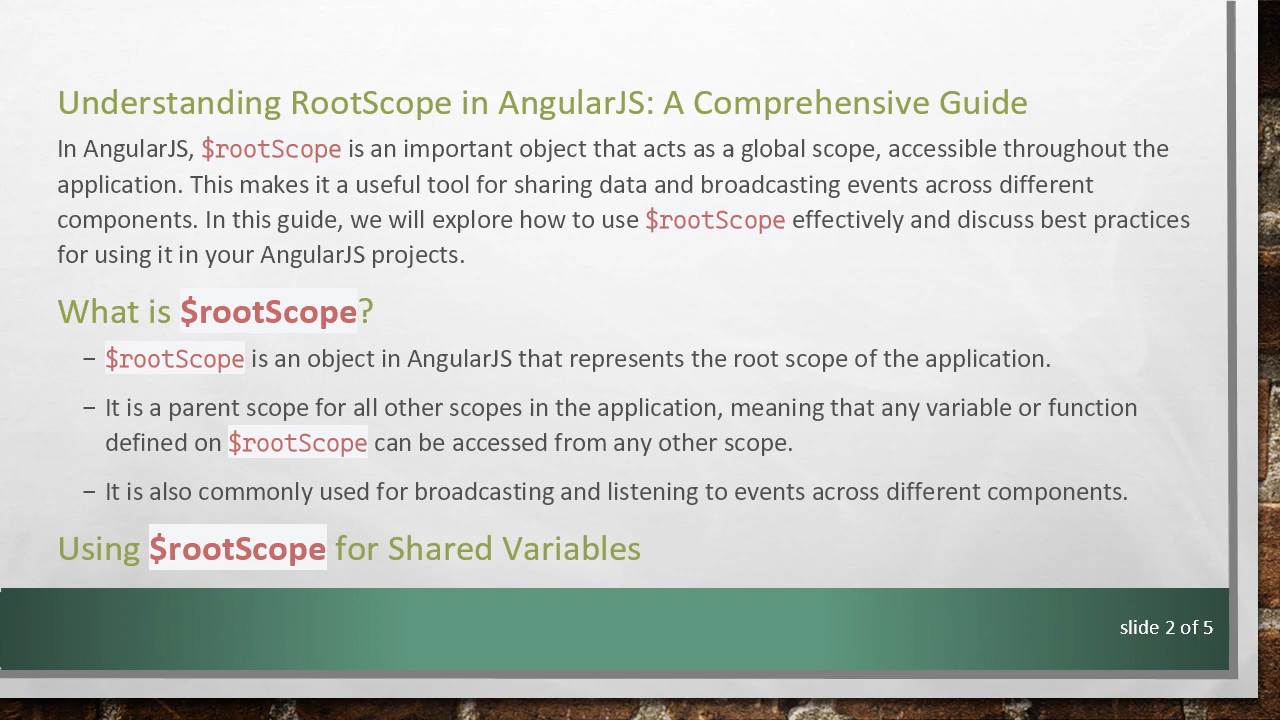 Understanding RootScope in AngularJS: A Comprehensive Guide
In AngularJS, $rootScope is an important object that acts as a global scope, accessible throughout the
application. This makes it a useful tool for sharing data and broadcasting events across different
components. In this guide, we will explore how to use $rootScope effectively and discuss best practices
for using it in your AngularJS projects.
What is $rootScope?
– $rootScope is an object in AngularJS that represents the root scope of the application.
– It is a parent scope for all other scopes in the application, meaning that any variable or function
defined on $rootScope can be accessed from any other scope.
– It is also commonly used for broadcasting and listening to events across different components.
Using $rootScope for Shared Variables
slide 2 of 5